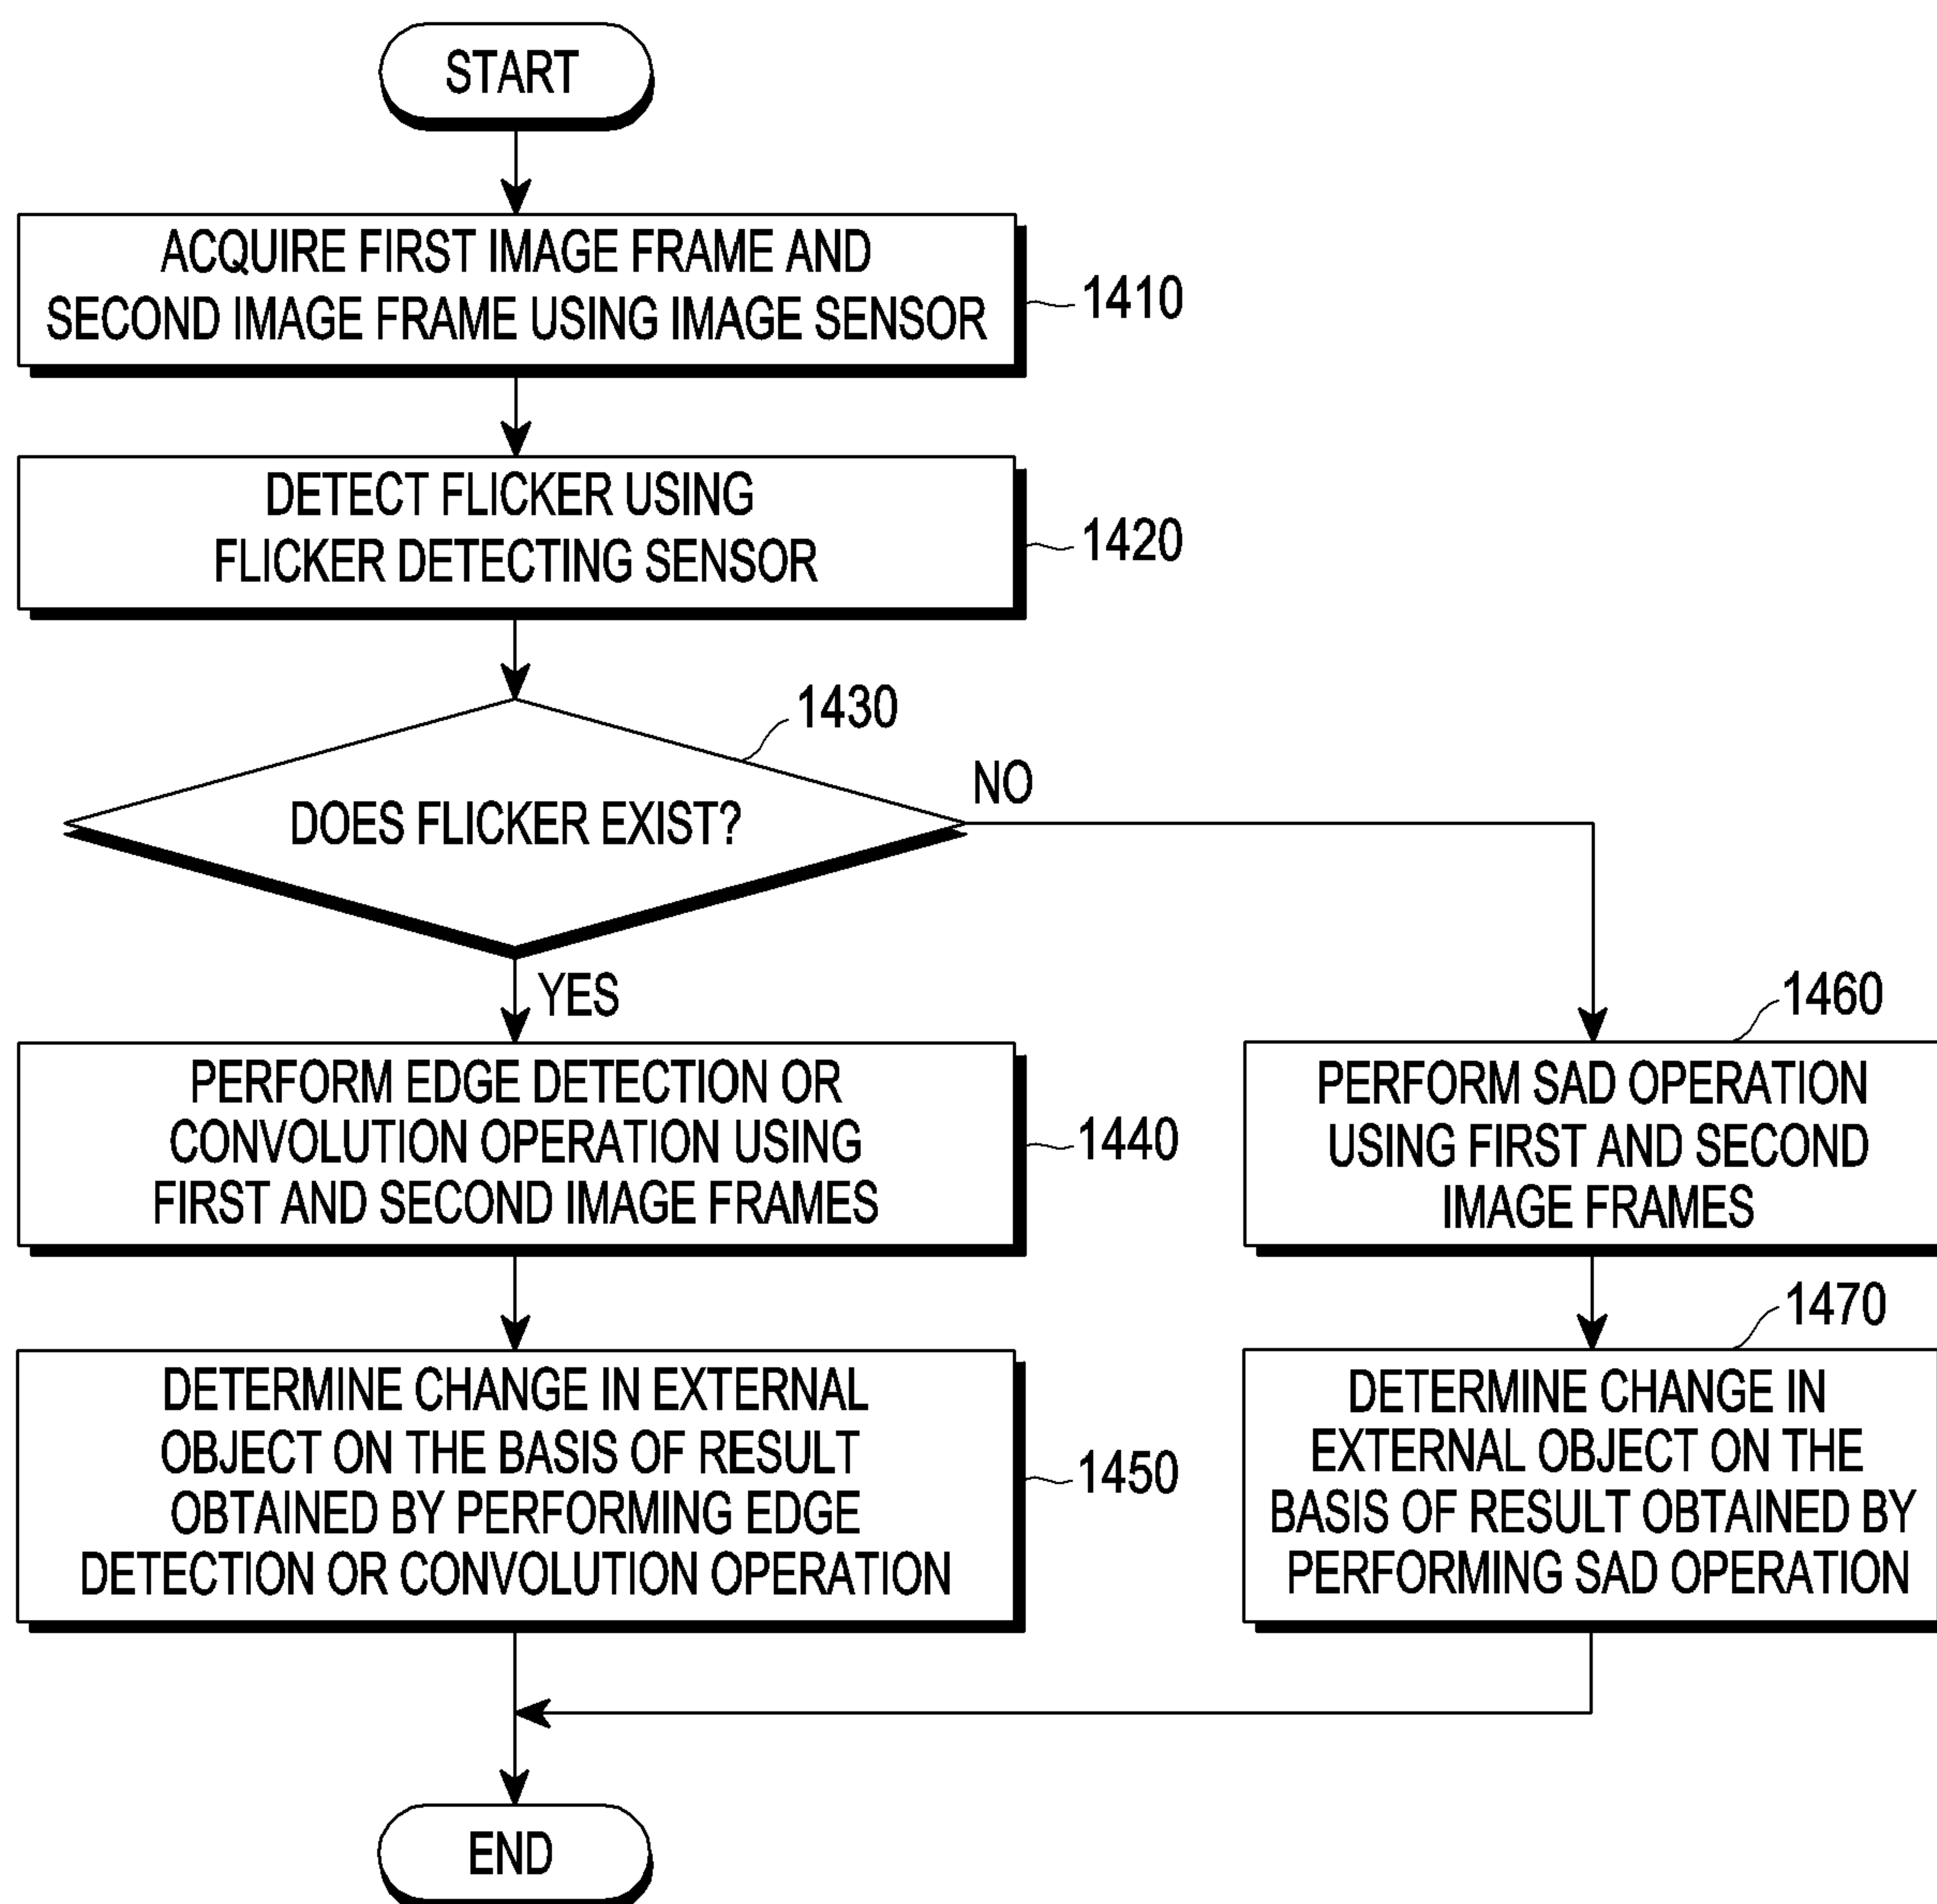 START
ACQUIRE FIRST IMAGE FRAME AND
SECOND IMAGE FRAME USING IMAGE SENSOR
1410
DETECT FLICKER USING
FLICKER DETECTING SENSOR
1420
1430
DOES FLICKER EXIST?
NO
YES
PERFORM EDGE DETECTION OR
CONVOLUTION OPERATION USING
FIRST AND SECOND IMAGE FRAMES
1440
DETERMINE CHANGE IN EXTERNAL
OBJECT ON THE BASIS OF RESULT
OBTAINED BY PERFORMING EDGE
DETECTION OR CONVOLUTION OPERATION
1450
1460
PERFORM SAD OPERATION
USING FIRST AND SECOND
IMAGE FRAMES
1470
DETERMINE CHANGE IN
EXTERNAL OBJECT ON THE
BASIS OF RESULT OBTAINED BY
PERFORMING SAD OPERATION
END